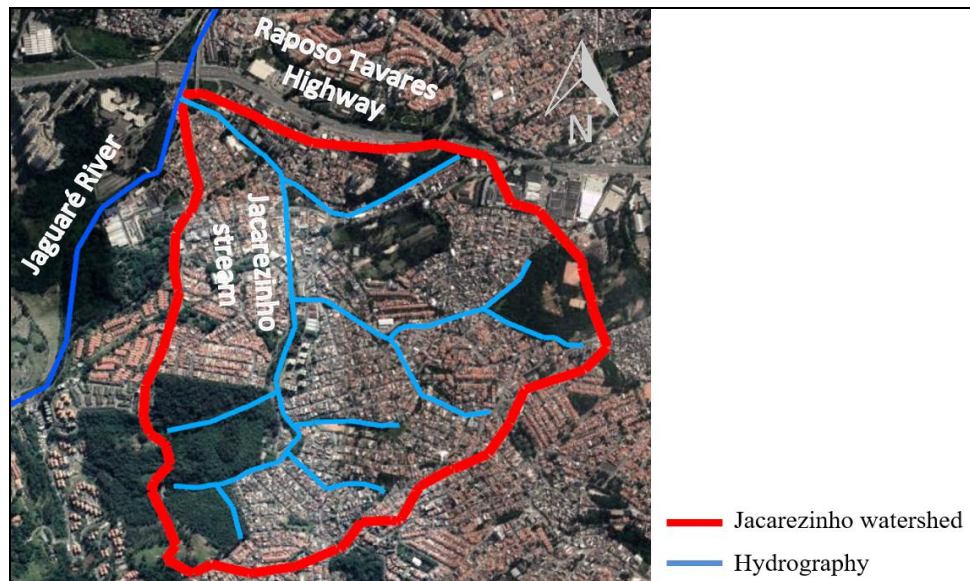 Raposo Tavares
Highway
N
Jaguaré River
Jacarezinho
stream
Jacarezinho watershed
Hydrography